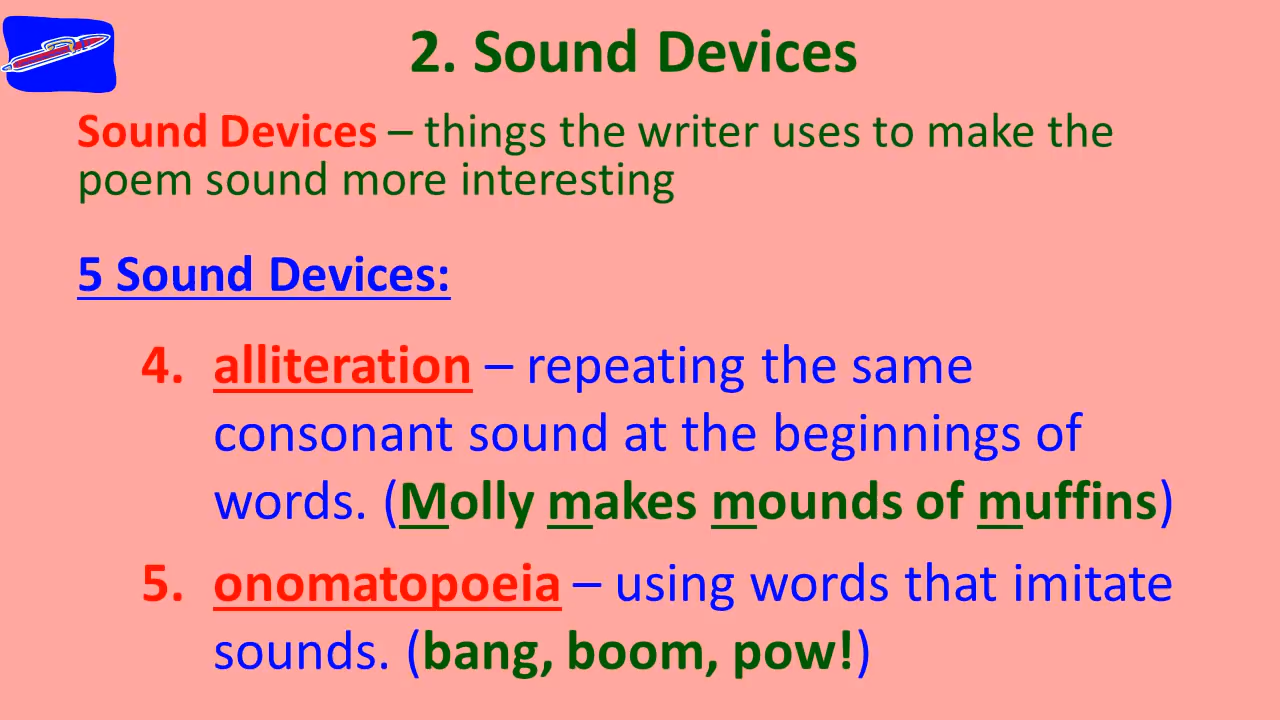 2. Sound Devices
Sound Devices – things the writer uses to make the
poem sound more interesting
5 Sound Devices:
4. alliteration – repeating the same
consonant sound at the beginnings of
words. (Molly makes mounds of muffins)
5. onomatopoeia – using words that imitate
sounds. (bang, boom, pow!)